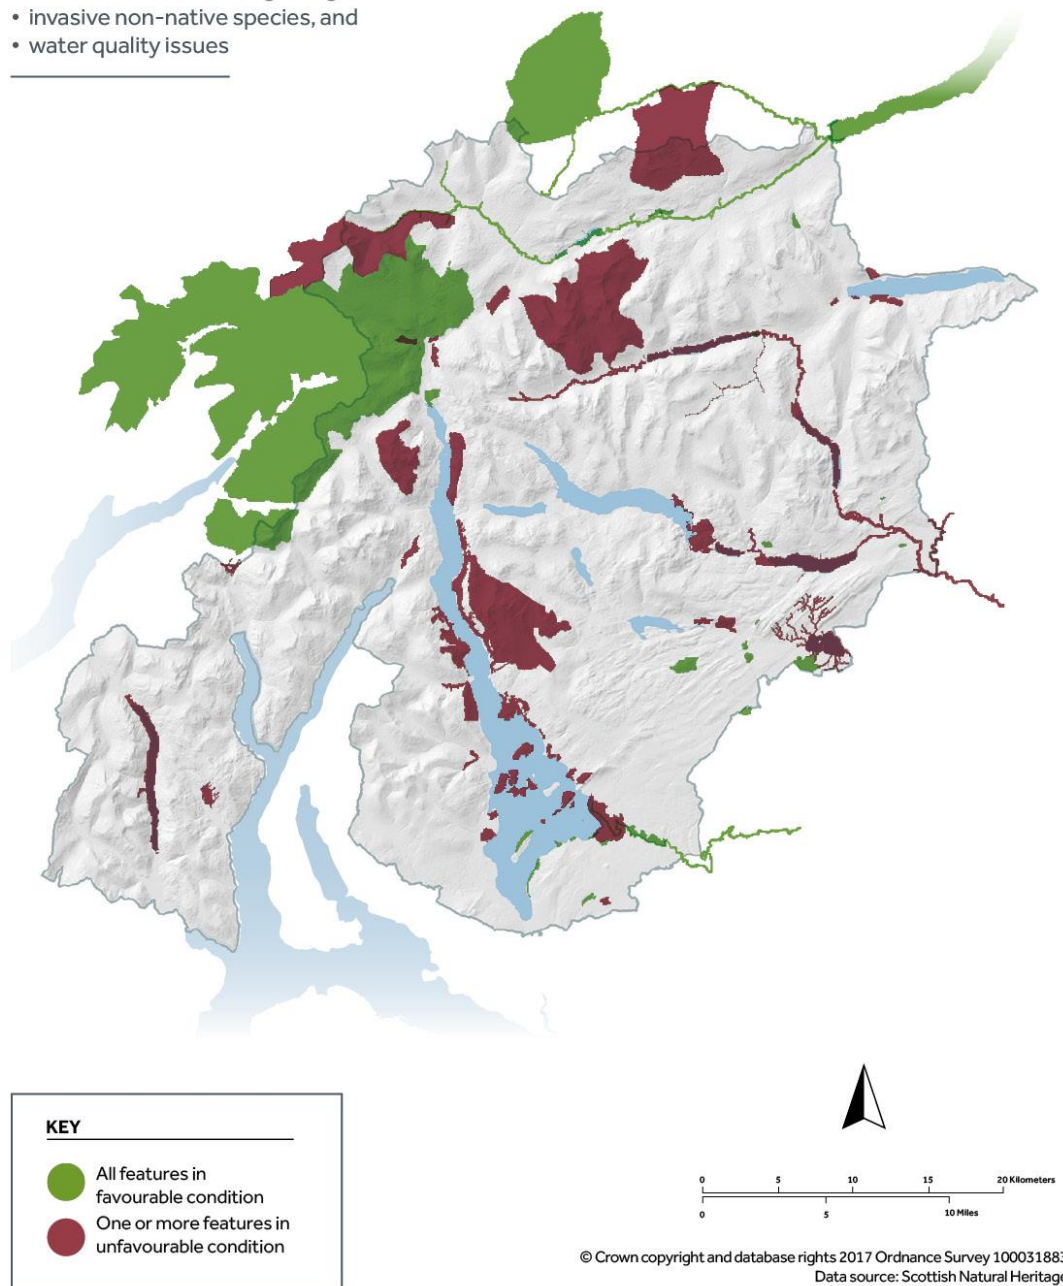 • invasive non-native species, and
• water quality issues
KEY
All features in
favourable condition
One or more features in
unfavourable condition
0 5 10 15 20 Kilometers
0 5 10 Miles
© Crown copyright and database rights 2017 Ordnance Survey 100031883
Data source: Scottish Natural Heritage